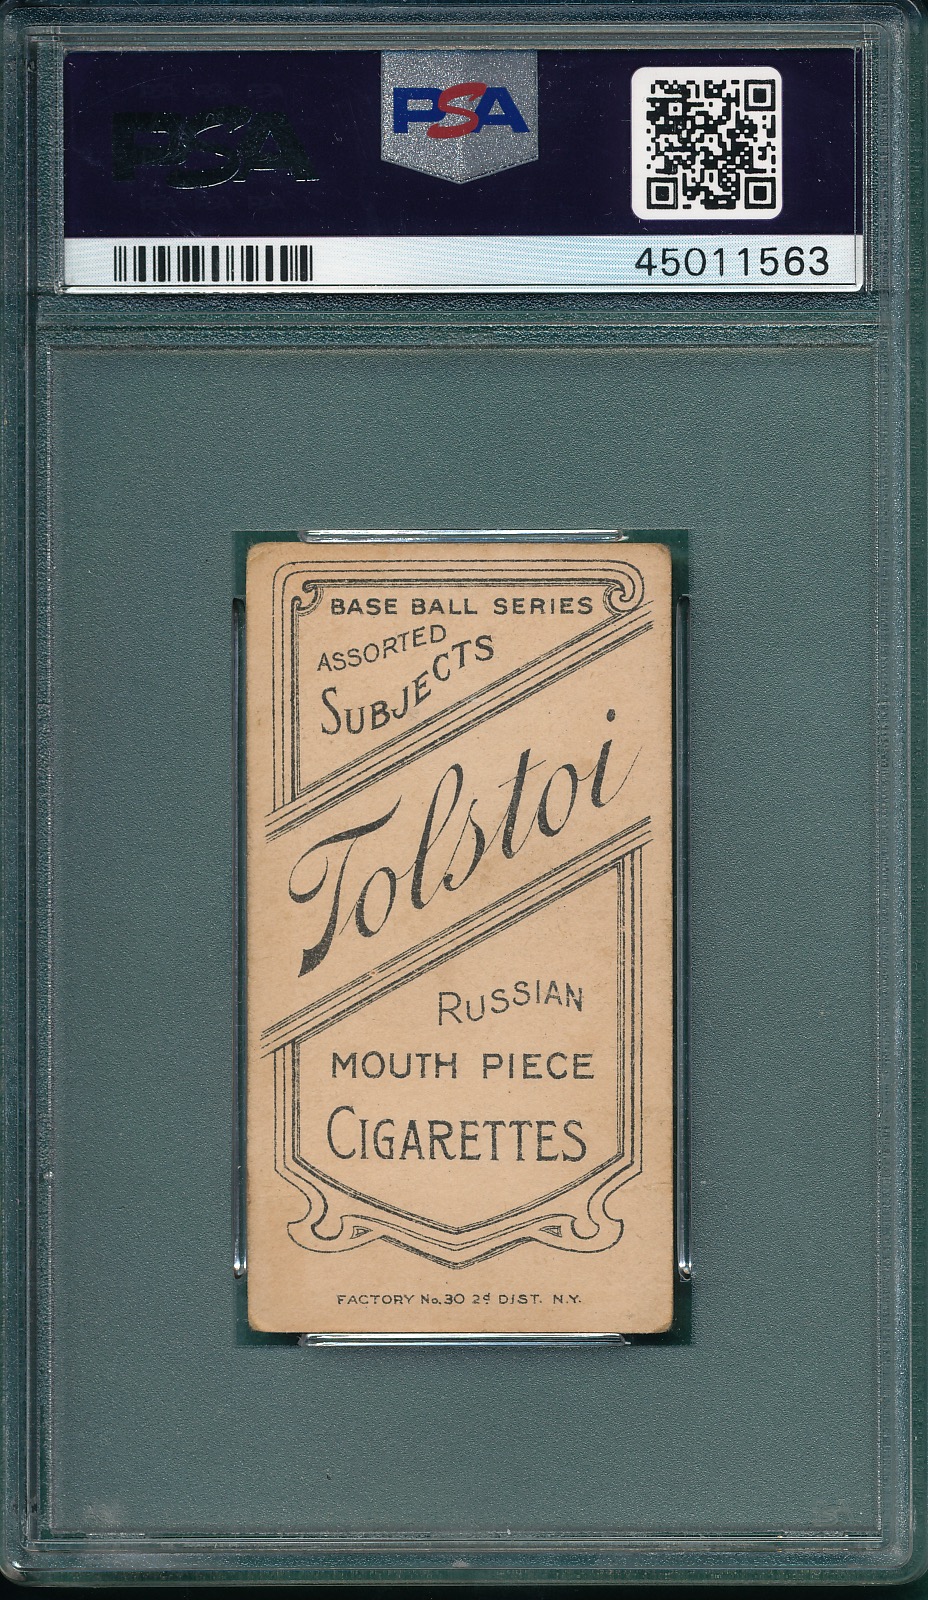 PSA
PSA
45011563
BASE BALL SERIES
ASSORTED
SUBJECTS
Tolstoi
RUSSIAN
MOUTH PIECE
CIGARETTES
FACTORY No. 30 2d DIST. N.Y.